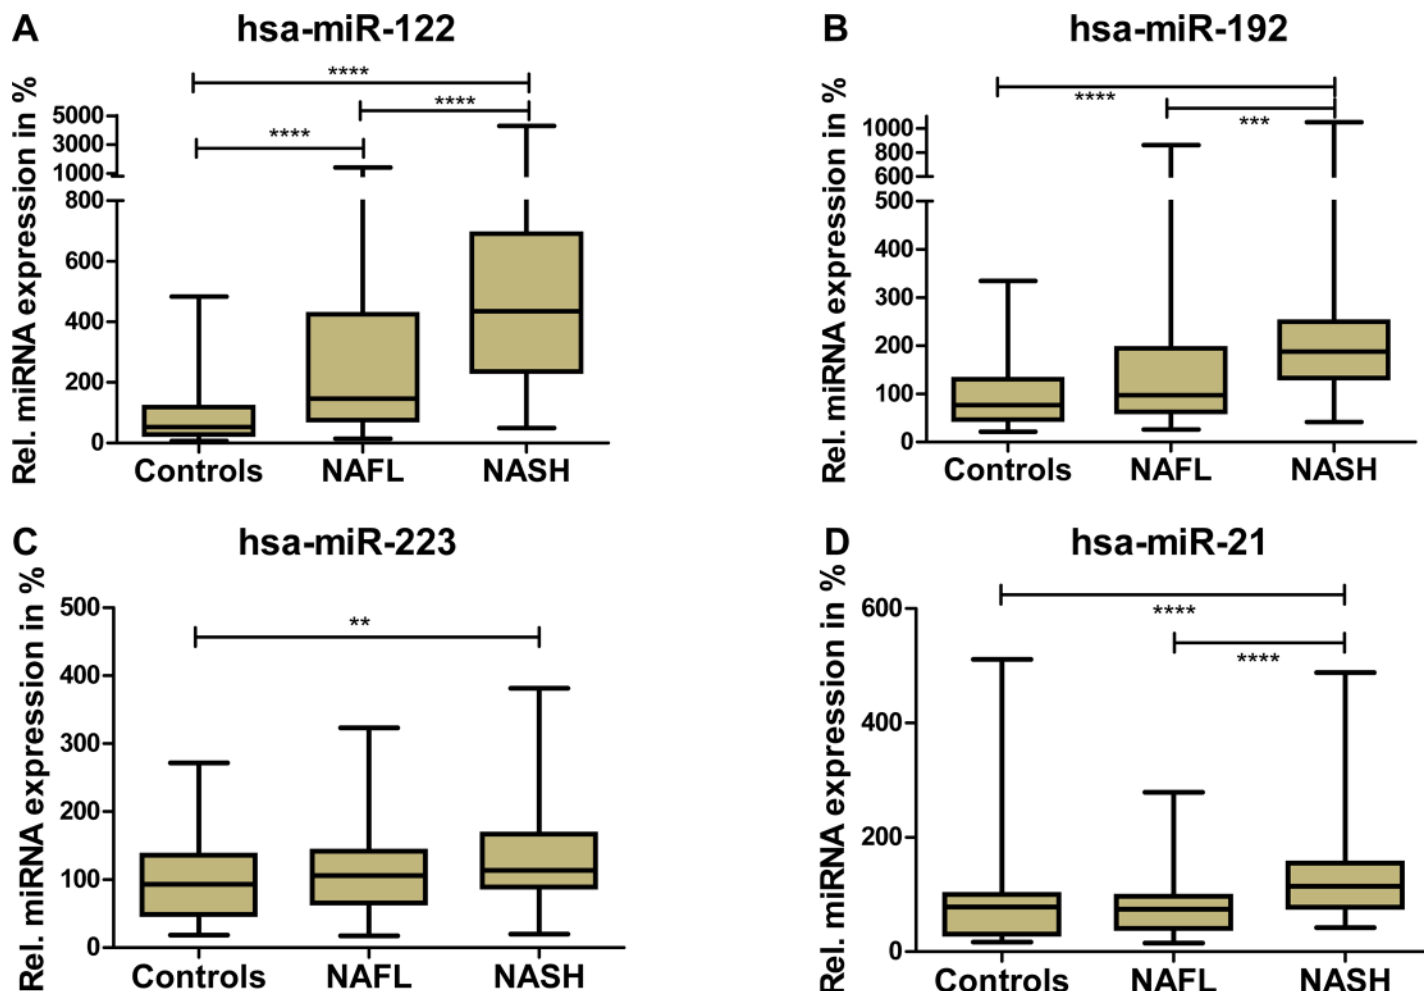 A
hsa-miR-122
Rel. miRNA expression in %
****
****
****
5000
3000
1000
800
600
400
200
0
Controls NAFL NASH
B
hsa-miR-192
Rel. miRNA expression in %
****
***
1000
800
600
500
400
300
200
100
0
Controls NAFL NASH
C
hsa-miR-223
Rel. miRNA expression in %
**
500
400
300
200
100
0
Controls NAFL NASH
D
hsa-miR-21
Rel. miRNA expression in %
****
****
600
400
200
0
Controls NAFL NASH